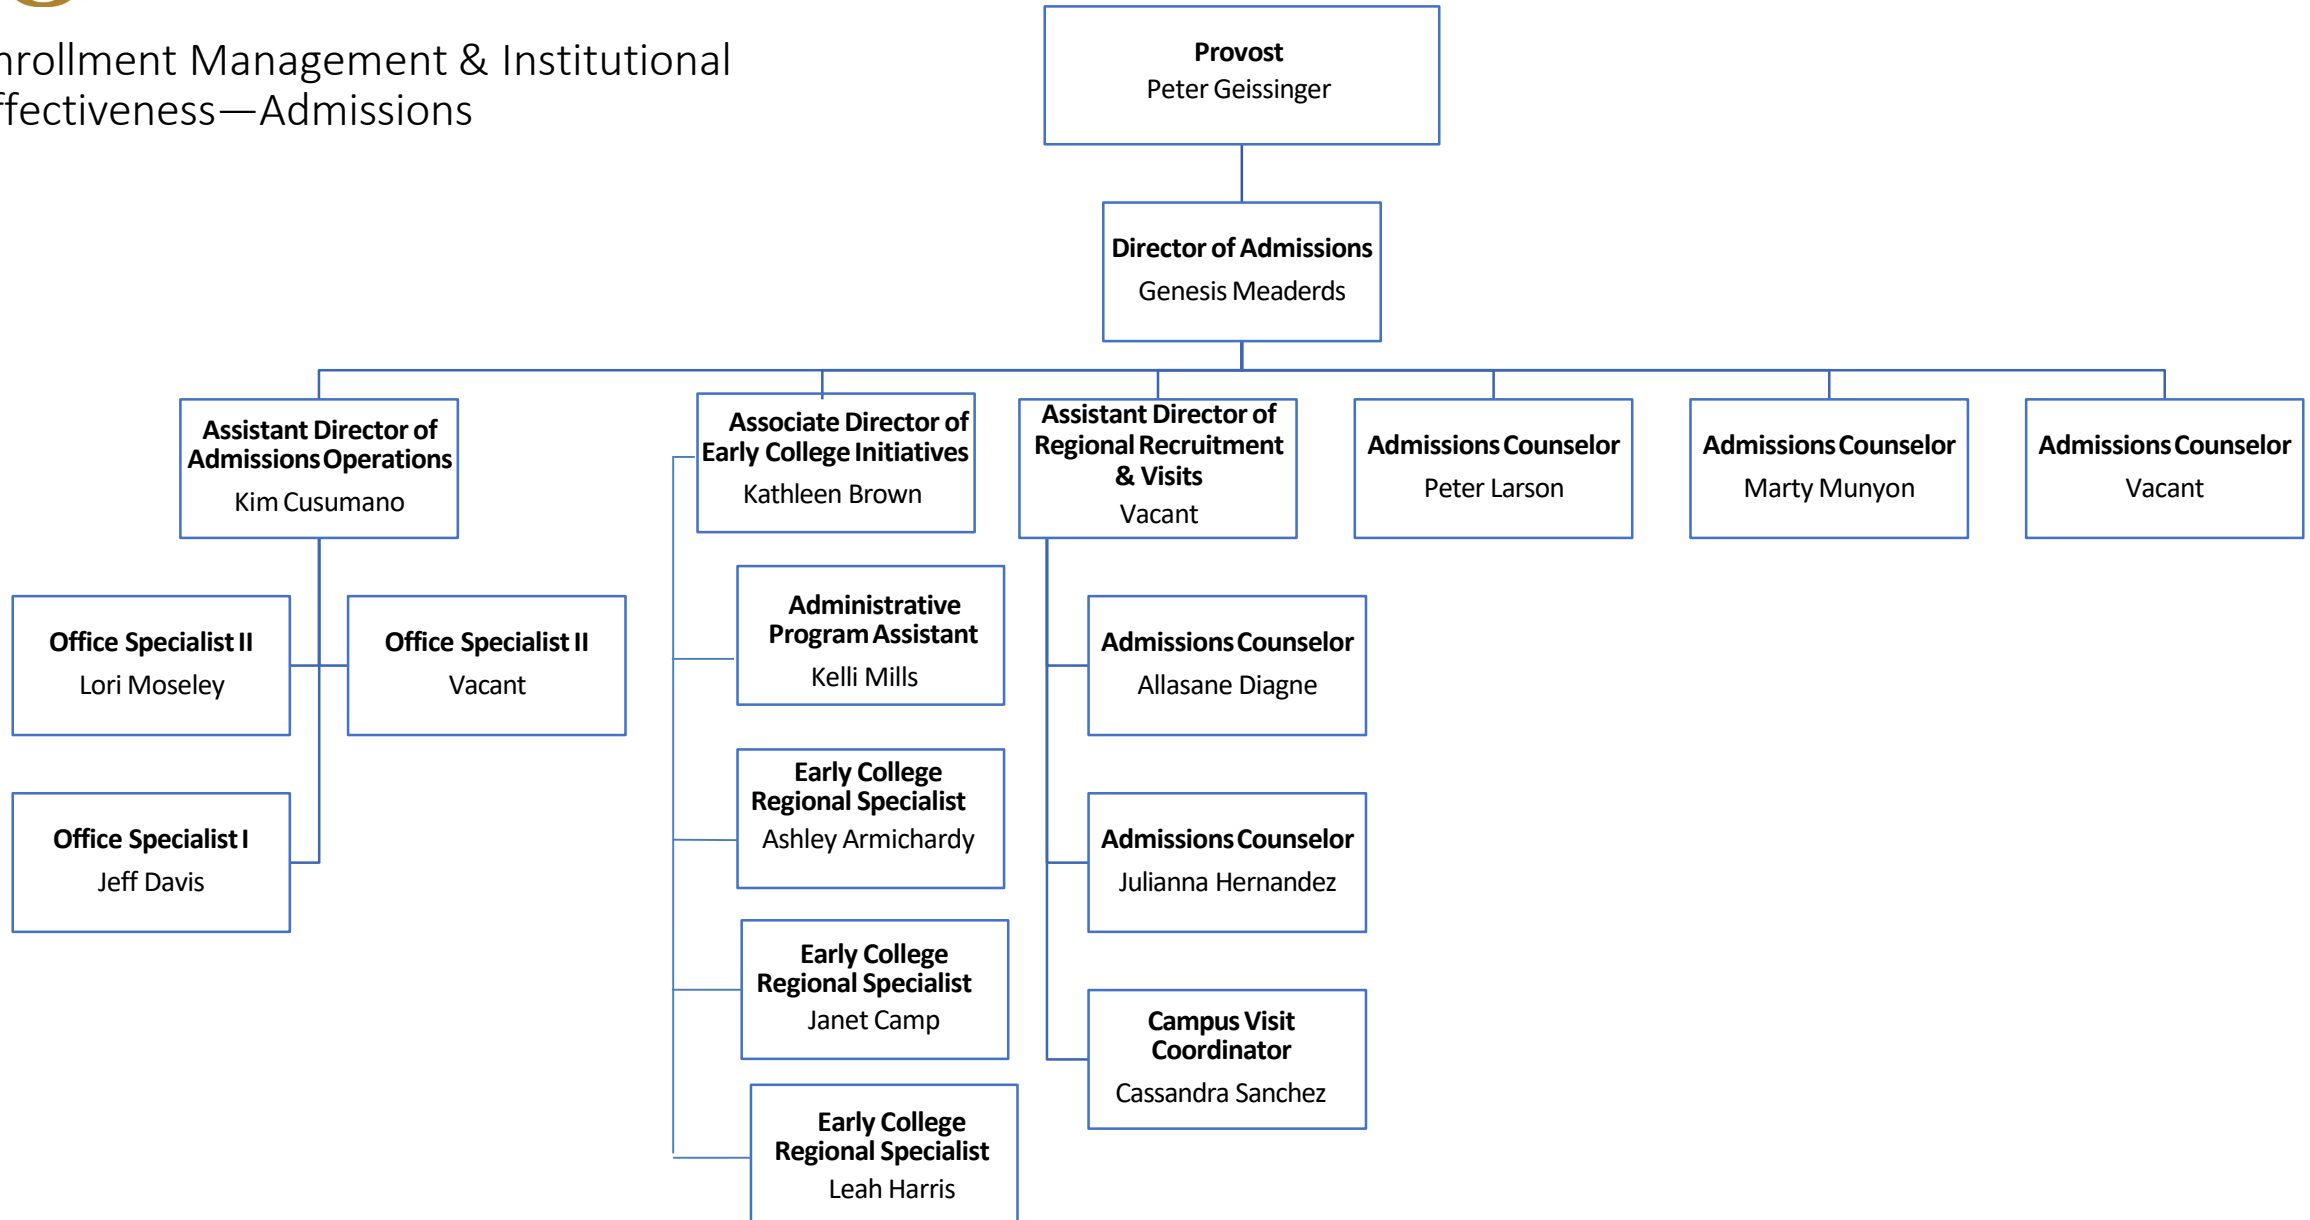 nrollment Management & Institutional
ffectiveness—Admissions
Provost
Peter Geissinger
Director of Admissions
Genesis Meaderds
Assistant Director of
Admissions Operations
Kim Cusumano
Associate Director of
Early College Initiatives
Kathleen Brown
Assistant Director of
Regional Recruitment
& Visits
Vacant
Admissions Counselor
Peter Larson
Admissions Counselor
Marty Munyon
Admissions Counselor
Vacant
Office Specialist II
Lori Moseley
Office Specialist II
Vacant
Office Specialist I
Jeff Davis
Administrative
Program Assistant
Kelli Mills
Early College
Regional Specialist
Ashley Armichardy
Early College
Regional Specialist
Janet Camp
Early College
Regional Specialist
Leah Harris
Admissions Counselor
Allasane Diagne
Admissions Counselor
Julianna Hernandez
Campus Visit
Coordinator
Cassandra Sanchez